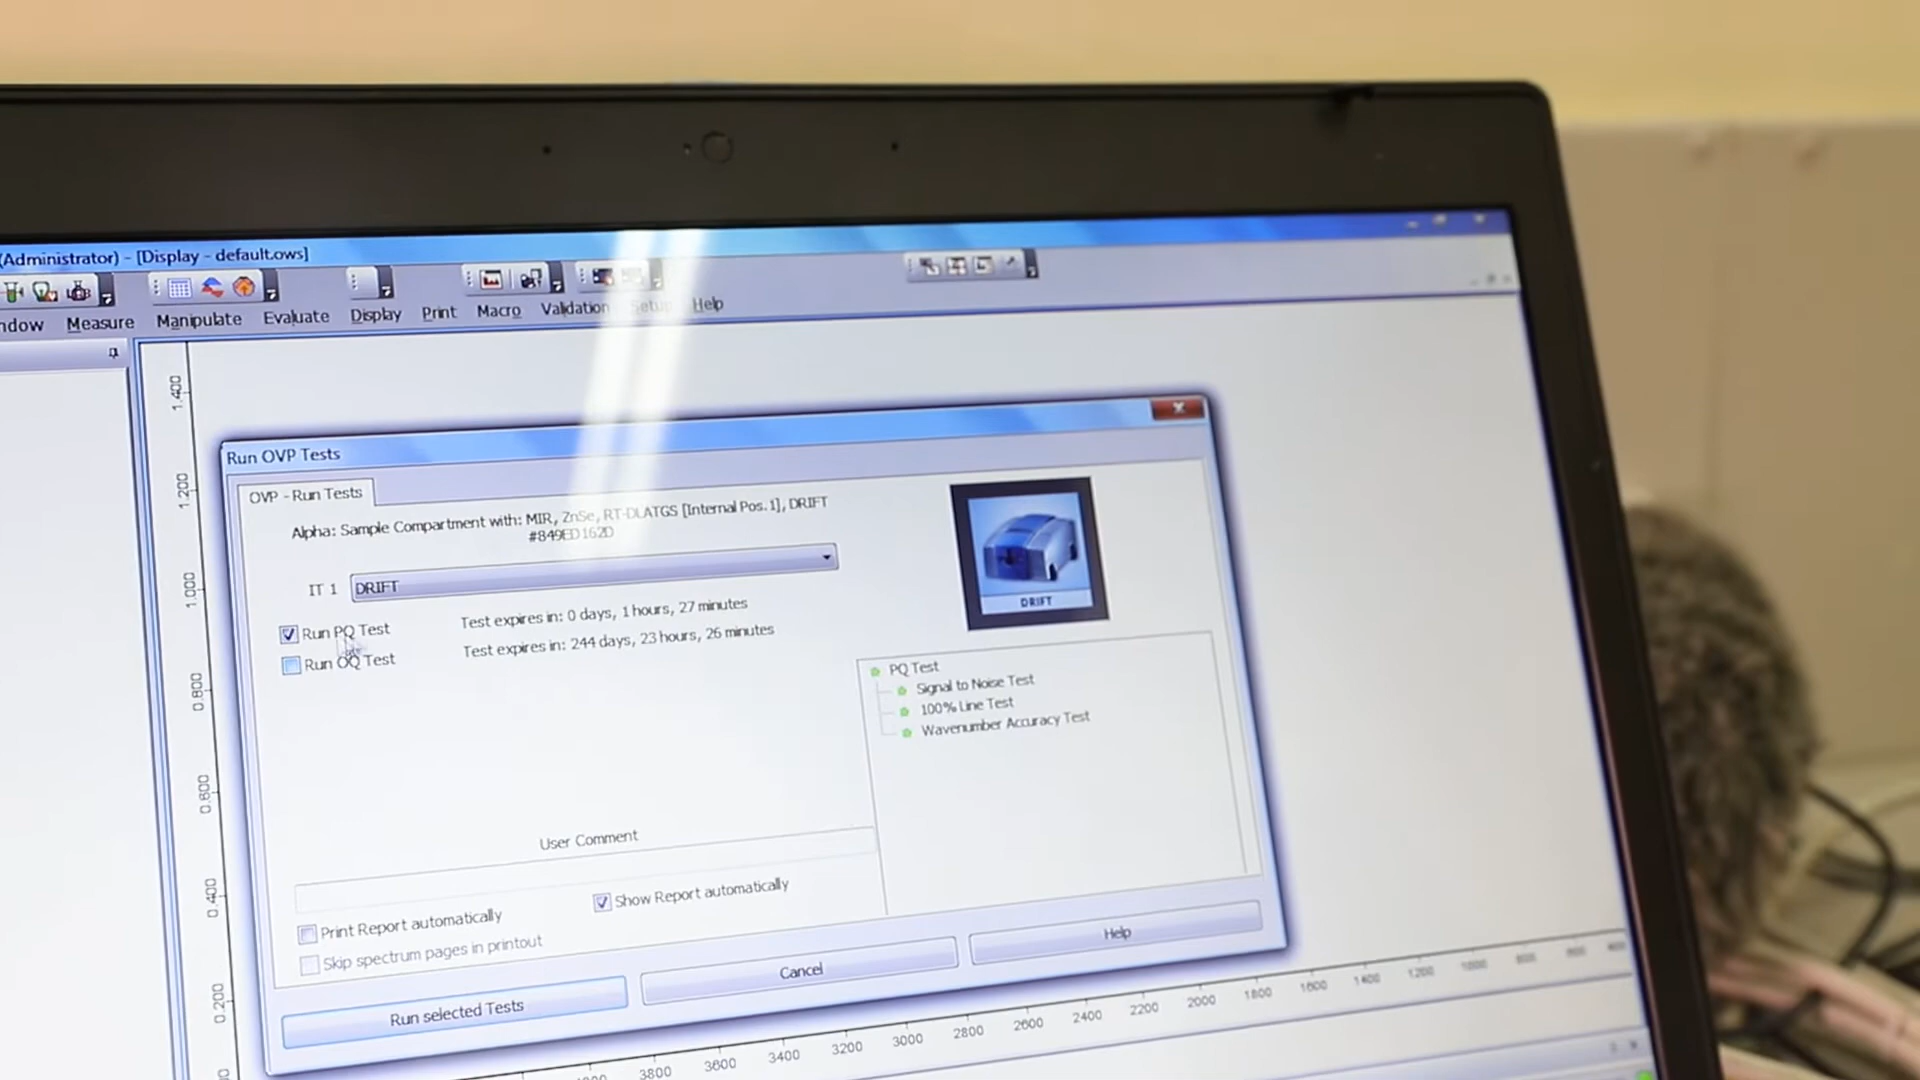 (Administrator) - [Display - default.ows]
ndow Measure Manipulate Evaluate Display Print Macro Validation Setup Help
1.400
1.200
1.000
0.800
0.600
0.400
0.200
Run OVP Tests
OVP - Run Tests
Alpha: Sample Compartment with: MIR, ZnSe, RT-DLATGS [Internal Pos.1], DRIFT
#849ED162D
IT 1 DRIFT
DRIFT
Run PQ Test Test expires in: 0 days, 1 hours, 27 minutes
Run OQ Test Test expires in: 244 days, 23 hours, 26 minutes
PQ Test
Signal to Noise Test
100% Line Test
Wavenumber Accuracy Test
User Comment
Print Report automatically Show Report automatically
Skip spectrum pages in printout
Run selected Tests Cancel Help
3800 3600 3400 3200 3000 2800 2600 2400 2200 2000 1800 1600 1400 1200 1000 800 600 400